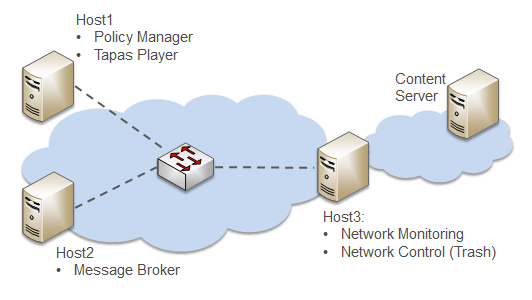 Host1
• Policy Manager
• Tapas Player
Content
Server
Host3:
• Network Monitoring
• Network Control (Trash)
Host2
• Message Broker